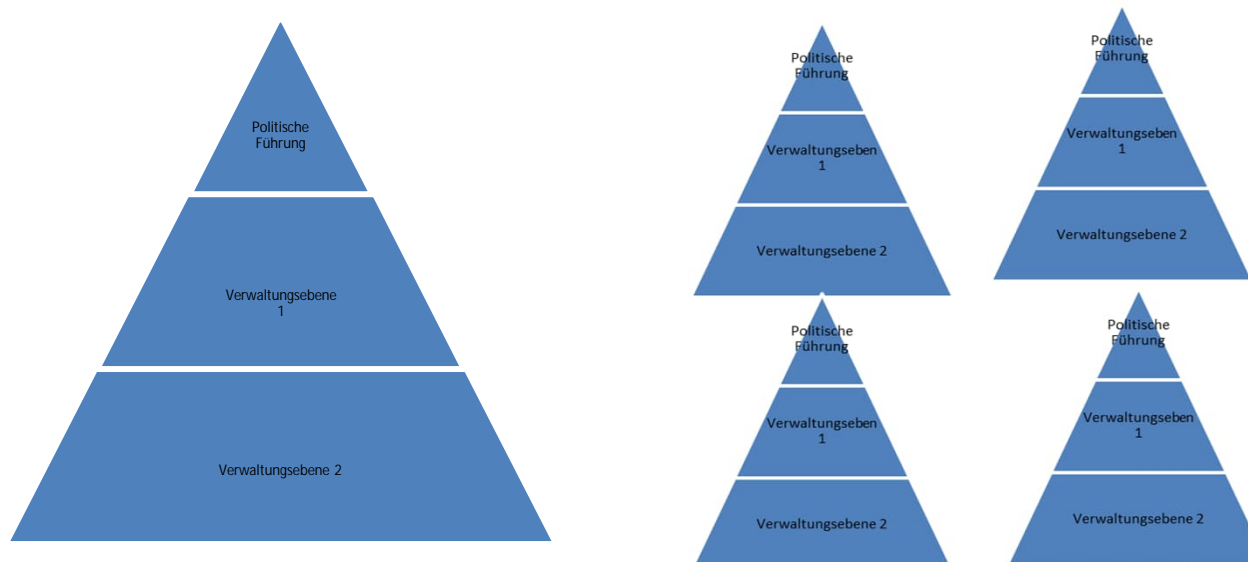 Politische
Führung
Verwaltungsebene
1
Verwaltungsebene 2
Politische
Führung
Verwaltungseben
1
Verwaltungsebene 2
Politische
Führung
Verwaltungseben
1
Verwaltungsebene 2
Politische
Führung
Verwaltungseben
1
Verwaltungsebene 2
Politische
Führung
Verwaltungseben
1
Verwaltungsebene 2